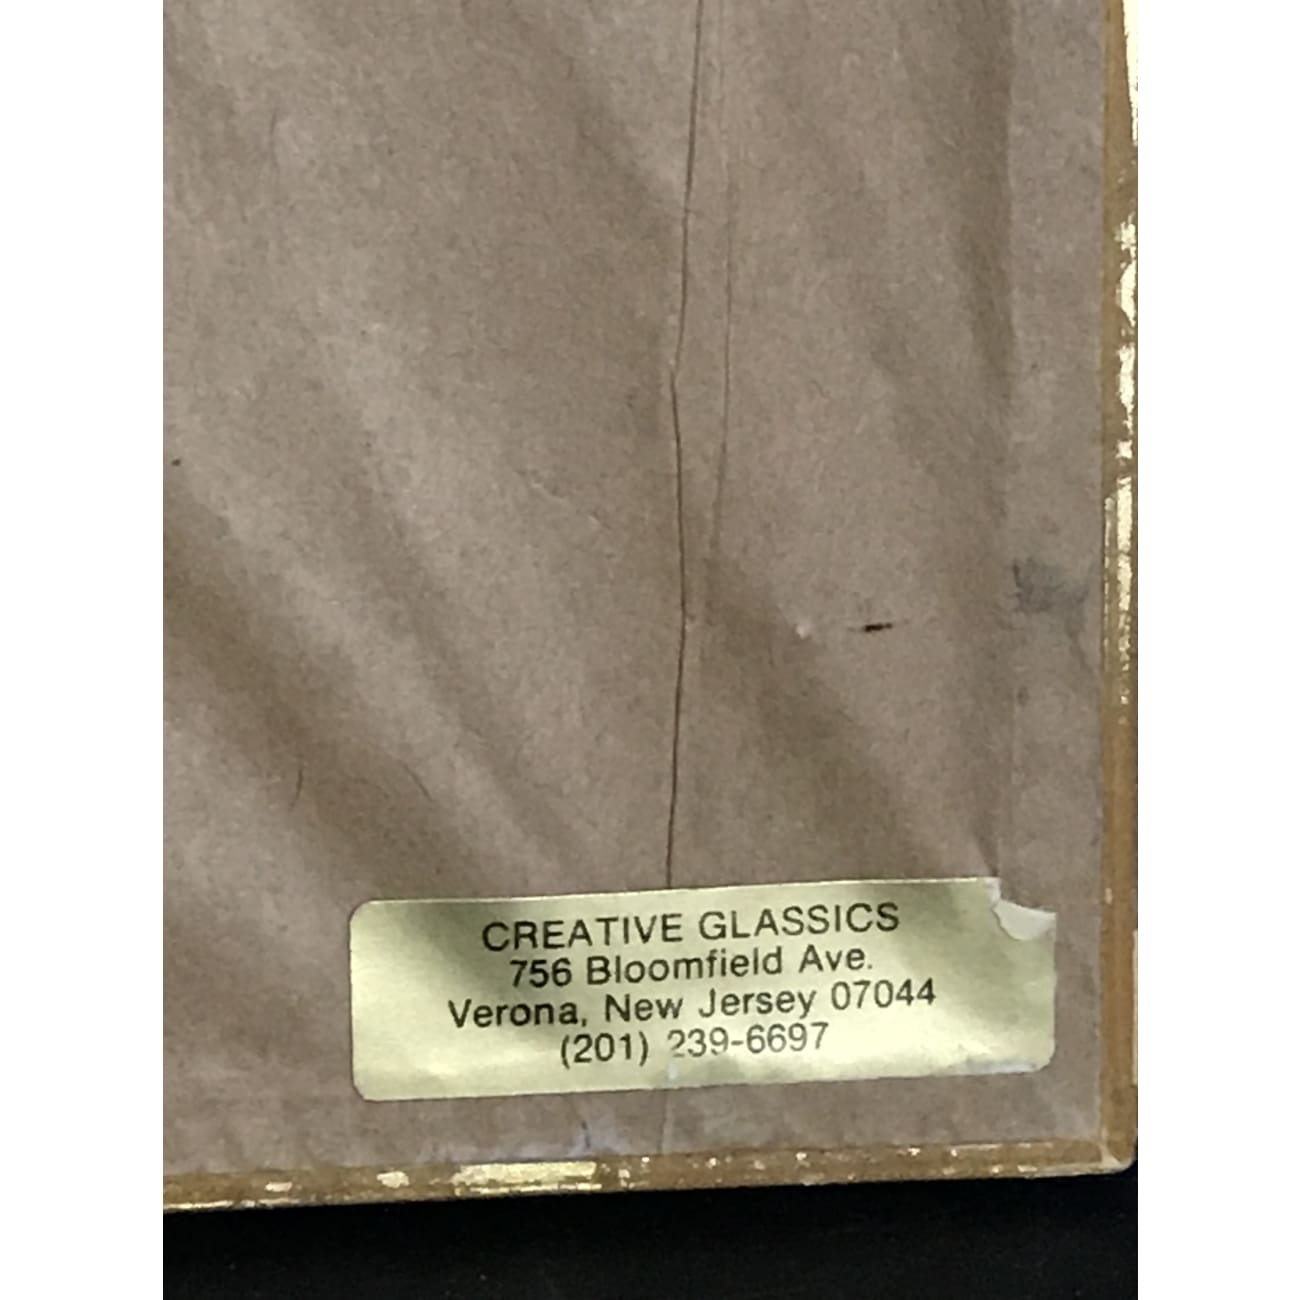 CREATIVE GLASSICS
756 Bloomfield Ave.
Verona, New Jersey 07044
(201) 239-6697